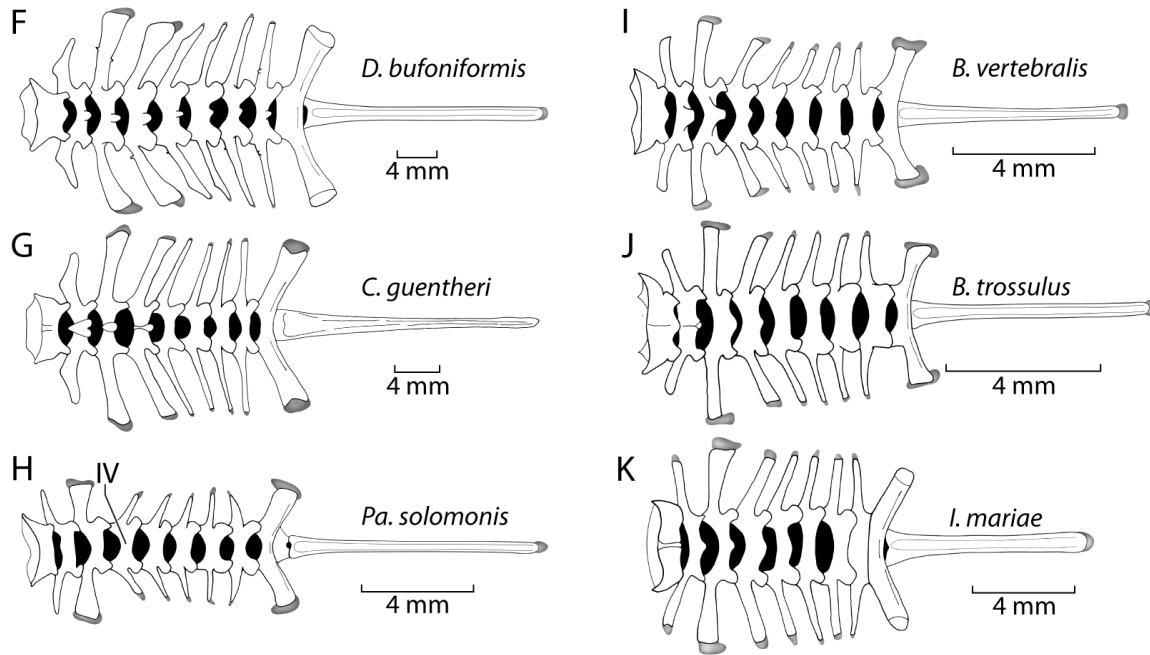 F
D. bufoniformis
4 mm
G
C. guentheri
4 mm
H
IV
Pa. solomonis
4 mm
I
B. vertebralis
4 mm
J
B. trossulus
4 mm
K
I. mariae
4 mm